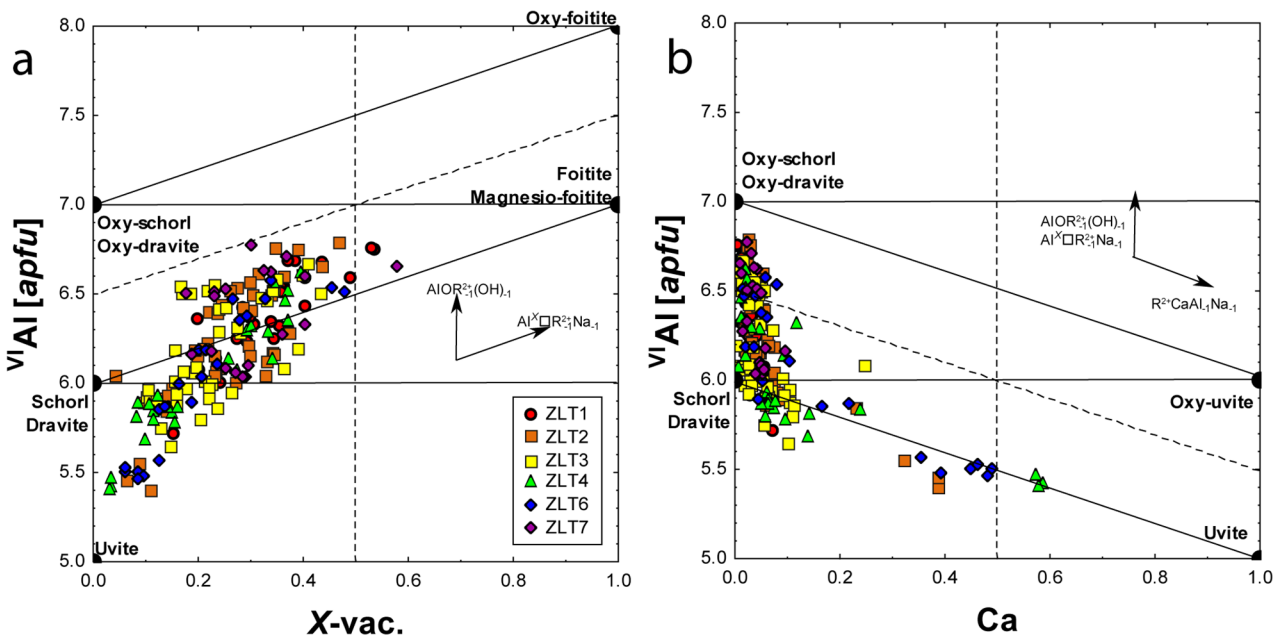 a
8.0
7.5
7.0
6.5
6.0
5.5
5.0
0.0
0.2
0.4
0.6
0.8
1.0
VIAl [apfu]
X-vac.
Oxy-foitite
Foitite
Magnesio-foitite
Oxy-schorl
Oxy-dravite
AlOR2+-1(OH)-1
AlX□R2+-1Na-1
Schorl
Dravite
Uvite
ZLT1
ZLT2
ZLT3
ZLT4
ZLT6
ZLT7
b
8.0
7.5
7.0
6.5
6.0
5.5
5.0
0.0
0.2
0.4
0.6
0.8
1.0
VIAl [apfu]
Ca
Oxy-schorl
Oxy-dravite
AlOR2+-1(OH)-1
AlX□R2+-1Na-1
R2+CaAl-1Na-1
Schorl
Dravite
Oxy-uvite
Uvite